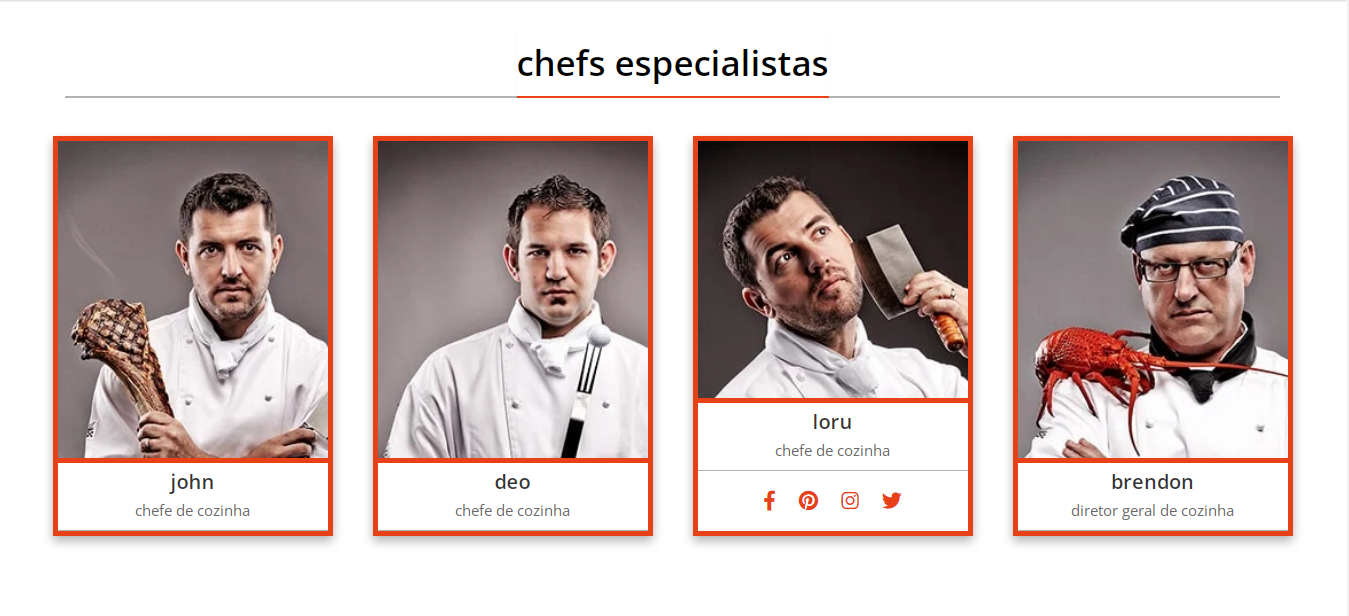 chefs especialistas
john
chefe de cozinha
deo
chefe de cozinha
loru
chefe de cozinha
brendon
diretor geral de cozinha